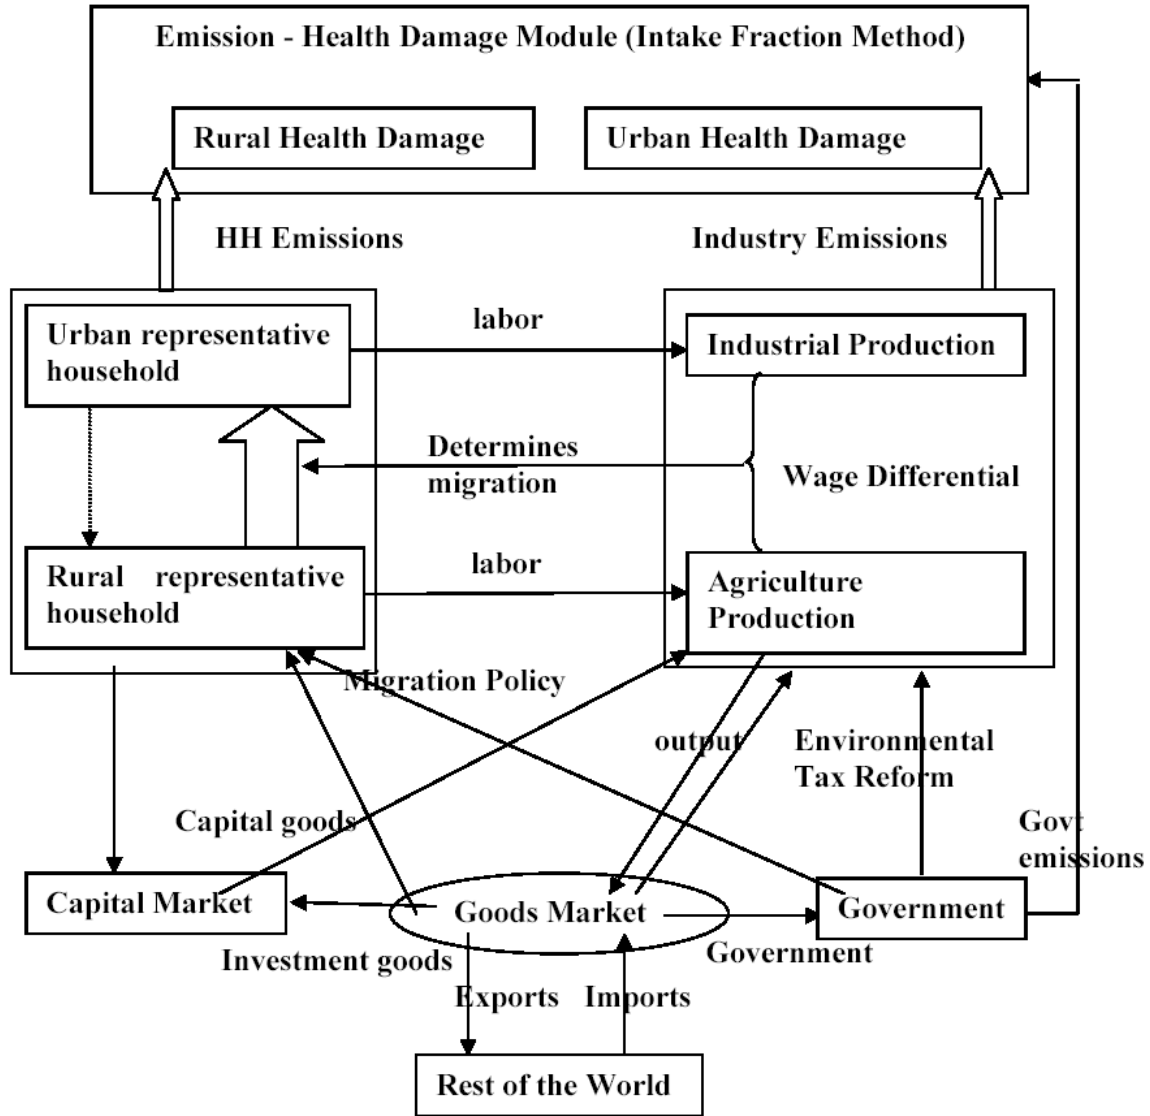 Emission - Health Damage Module (Intake Fraction Method)
Rural Health Damage
Urban Health Damage
HH Emissions
Industry Emissions
Urban representative
household
labor
Industrial Production
Determines
migration
Wage Differential
Rural representative
household
labor
Agriculture
Production
Migration Policy
output
Environmental
Tax Reform
Capital goods
Govt
emissions
Capital Market
Goods Market
Government
Investment goods
Government
Exports
Imports
Rest of the World